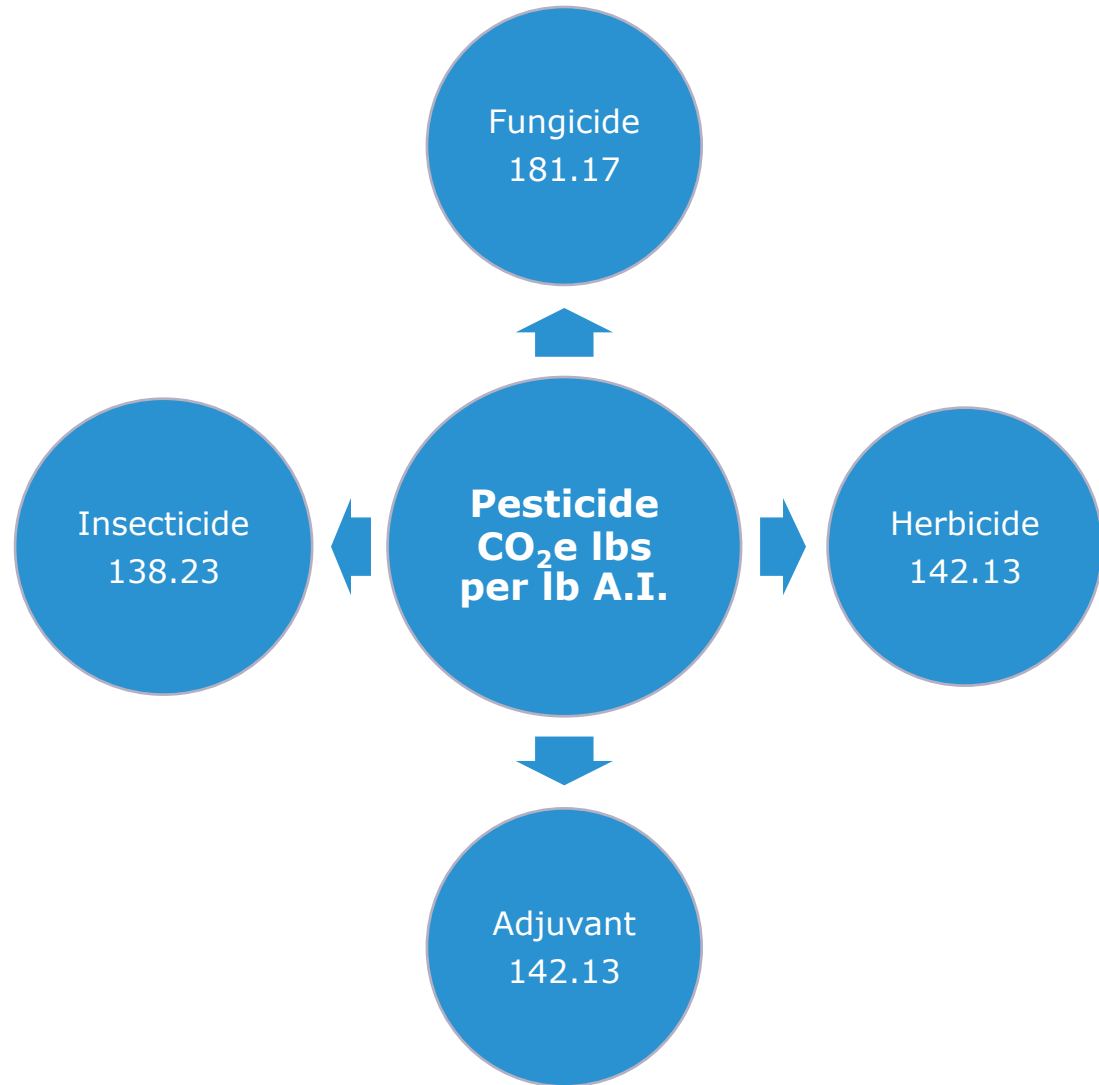 Fungicide
181.17
Insecticide
138.23
Pesticide
CO₂e lbs
per lb A.I.
Herbicide
142.13
Adjuvant
142.13